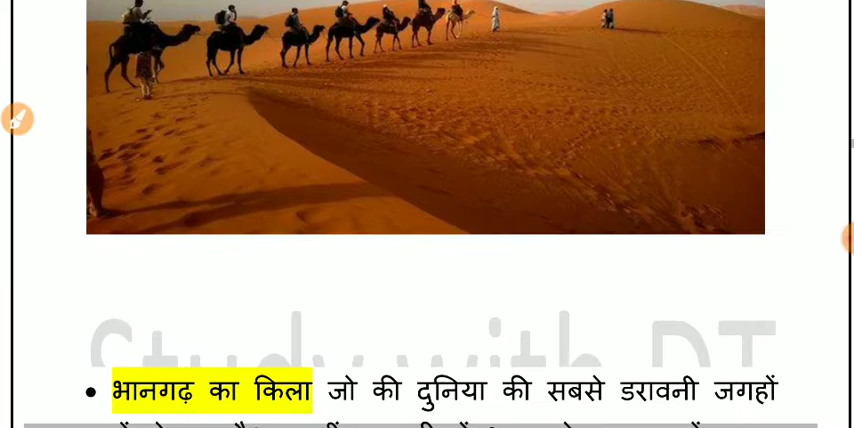 Study with DT
भानगढ़ का किला जो की दुनिया की सबसे डरावनी जगहों